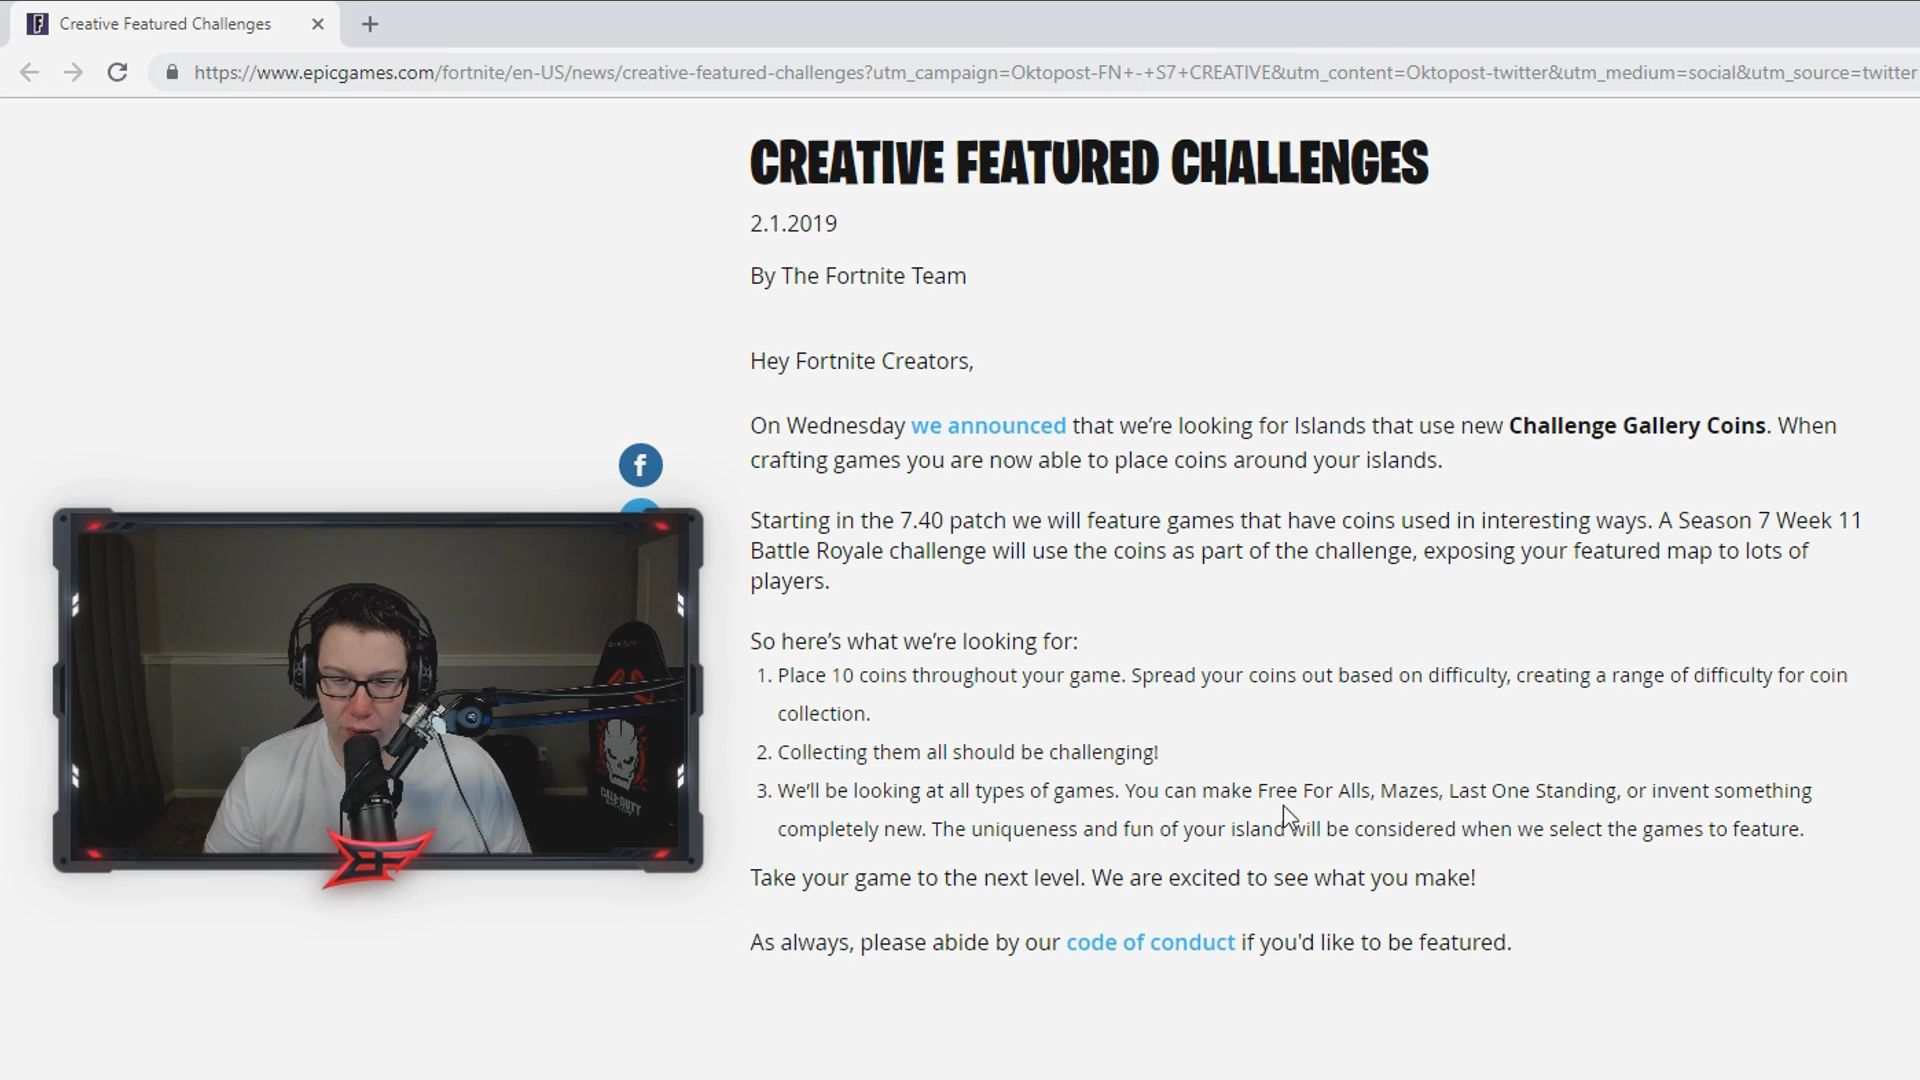 Creative Featured Challenges
https://www.epicgames.com/fortnite/en-US/news/creative-featured-challenges?utm_campaign=Oktopost-FN+-+S7+CREATIVE&utm_content=Oktopost-twitter&utm_medium=social&utm_source=twitter
CREATIVE FEATURED CHALLENGES
2.1.2019
By The Fortnite Team
Hey Fortnite Creators,
On Wednesday we announced that we’re looking for Islands that use new Challenge Gallery Coins. When
crafting games you are now able to place coins around your islands.
Starting in the 7.40 patch we will feature games that have coins used in interesting ways. A Season 7 Week 11
Battle Royale challenge will use the coins as part of the challenge, exposing your featured map to lots of
players.
So here’s what we’re looking for:
1. Place 10 coins throughout your game. Spread your coins out based on difficulty, creating a range of difficulty for coin
collection.
2. Collecting them all should be challenging!
3. We’ll be looking at all types of games. You can make Free For Alls, Mazes, Last One Standing, or invent something
completely new. The uniqueness and fun of your island will be considered when we select the games to feature.
Take your game to the next level. We are excited to see what you make!
As always, please abide by our code of conduct if you'd like to be featured.
CALL OF DUTY